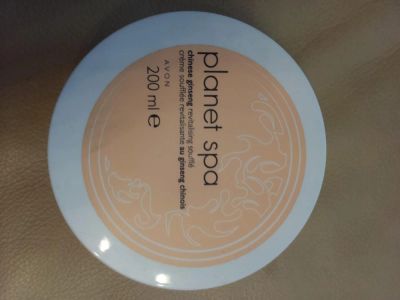 planet spa
chinese ginseng revitalising soufflé
crème soufflée revitalisante au ginseng chinois
AVON
200 ml e